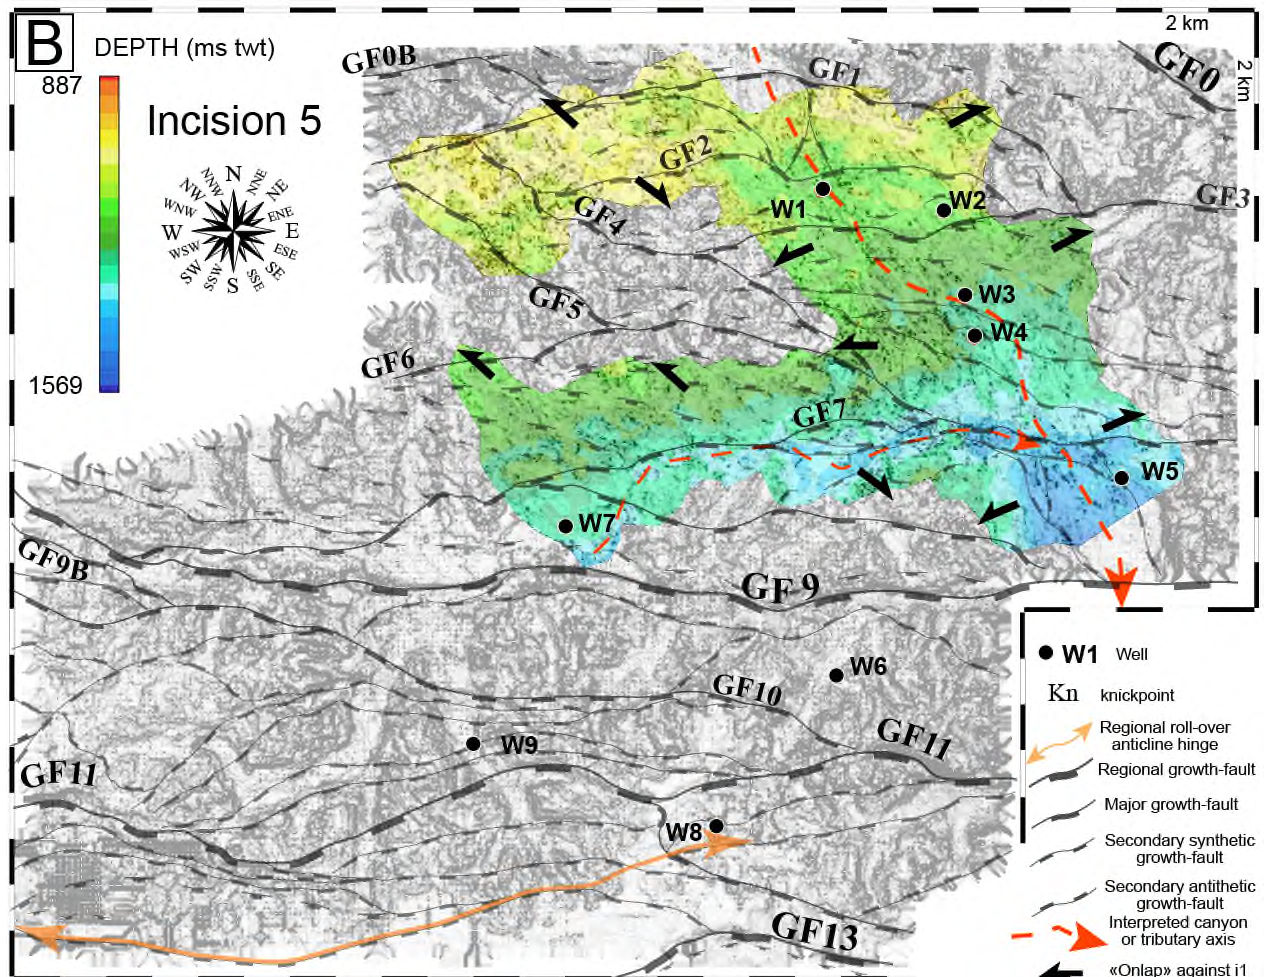 B
DEPTH (ms twt)
887
1569
Incision 5
N
NNE
NE
ENE
E
ESE
SE
SSE
S
SSW
SW
WSW
W
WNW
NW
NNW
2 km
2 km
GF0B
GF1
GF0
GF2
GF3
GF4
GF5
GF6
GF7
W1
W2
W3
W4
W5
W7
GF9B
GF9
W6
GF10
W9
GF11
GF11
W8
GF13
W1 Well
Kn knickpoint
Regional roll-over
anticline hinge
Regional growth-fault
Major growth-fault
Secondary synthetic
growth-fault
Secondary antithetic
growth-fault
Interpreted canyon
or tributary axis
«Onlap» against i1